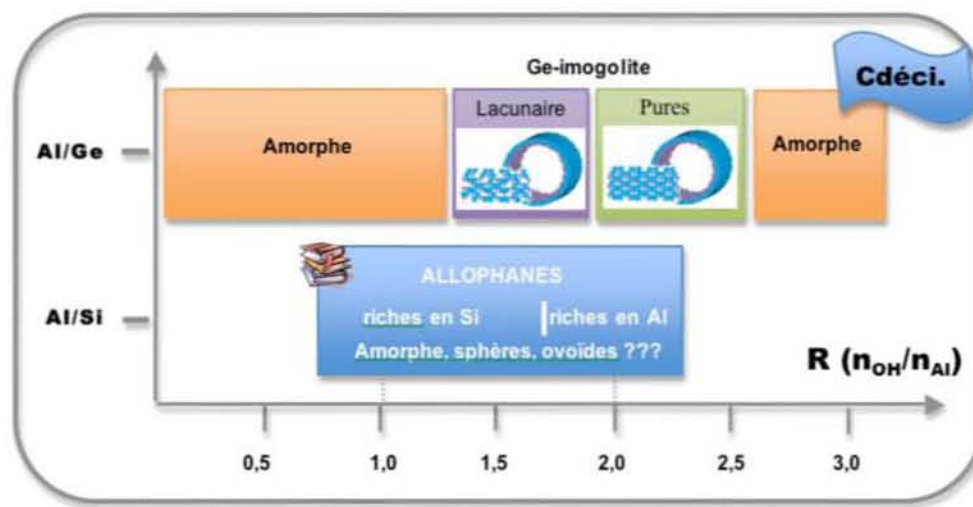 Ge-imogolite
Cdéci.
Al/Ge
Amorphe
Lacunaire
Pures
Amorphe
ALLOPHANES
riches en Si
riches en Al
Amorphe, sphères, ovoïdes ???
Al/Si
R (nOH/nAl)
0,5 1,0 1,5 2,0 2,5 3,0